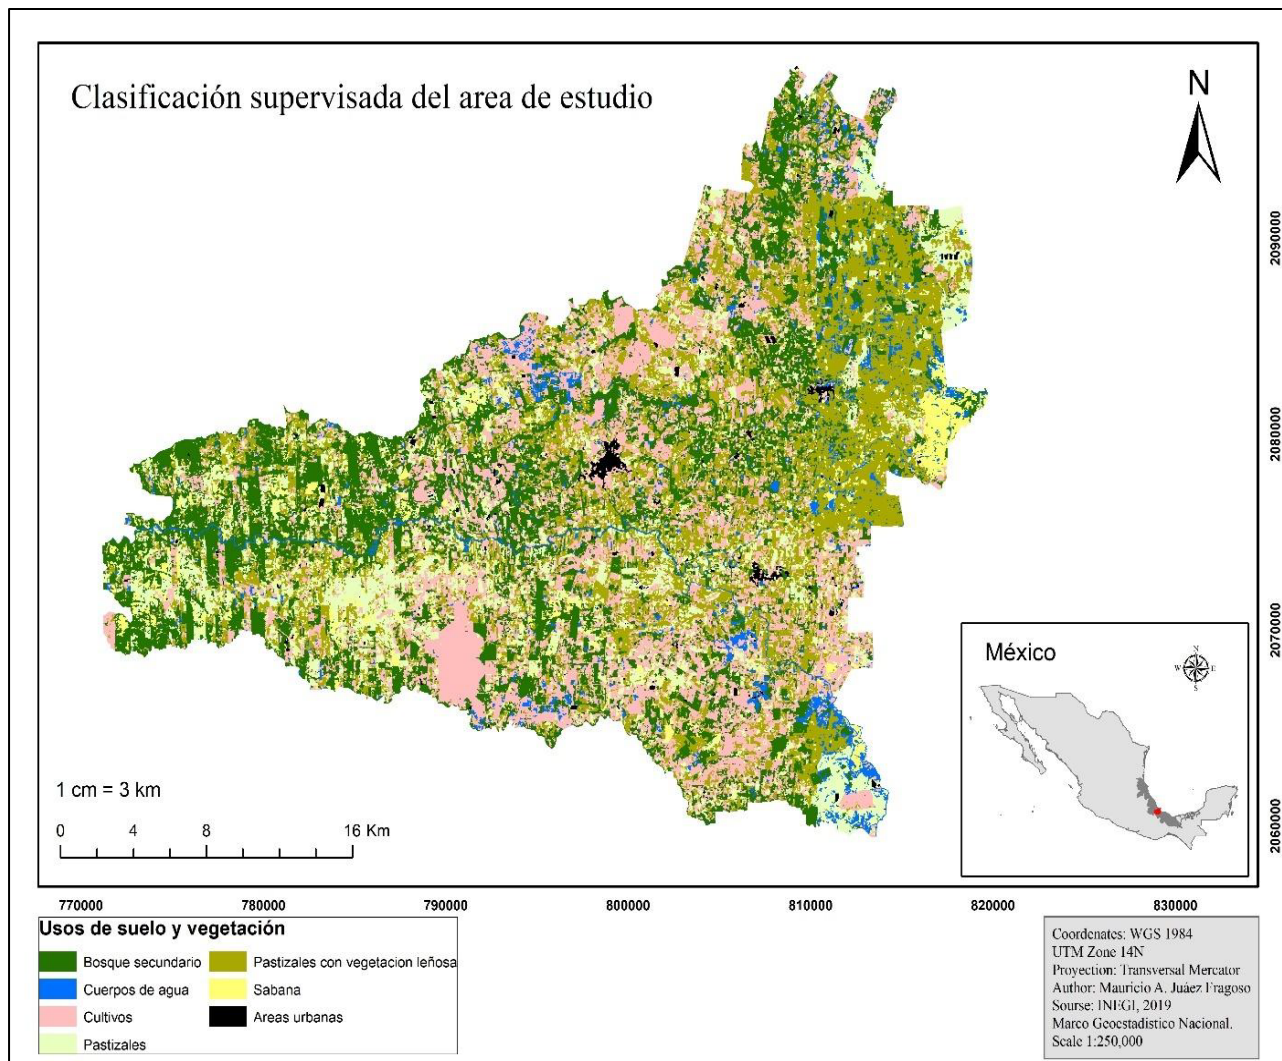 Clasificación supervisada del area de estudio
N
2090000
2080000
2070000
2060000
México
N
W E
S
1 cm = 3 km
0 4 8 16 Km
770000 780000 790000 800000 810000 820000 830000
Usos de suelo y vegetación
Bosque secundario
Pastizales con vegetacion leñosa
Cuerpos de agua
Sabana
Cultivos
Areas urbanas
Pastizales
Coordenates: WGS 1984
UTM Zone 14N
Proyection: Transversal Mercator
Author: Mauricio A. Juáez Fragoso
Sourse: INEGI, 2019
Marco Geoestadistico Nacional.
Scale 1:250,000